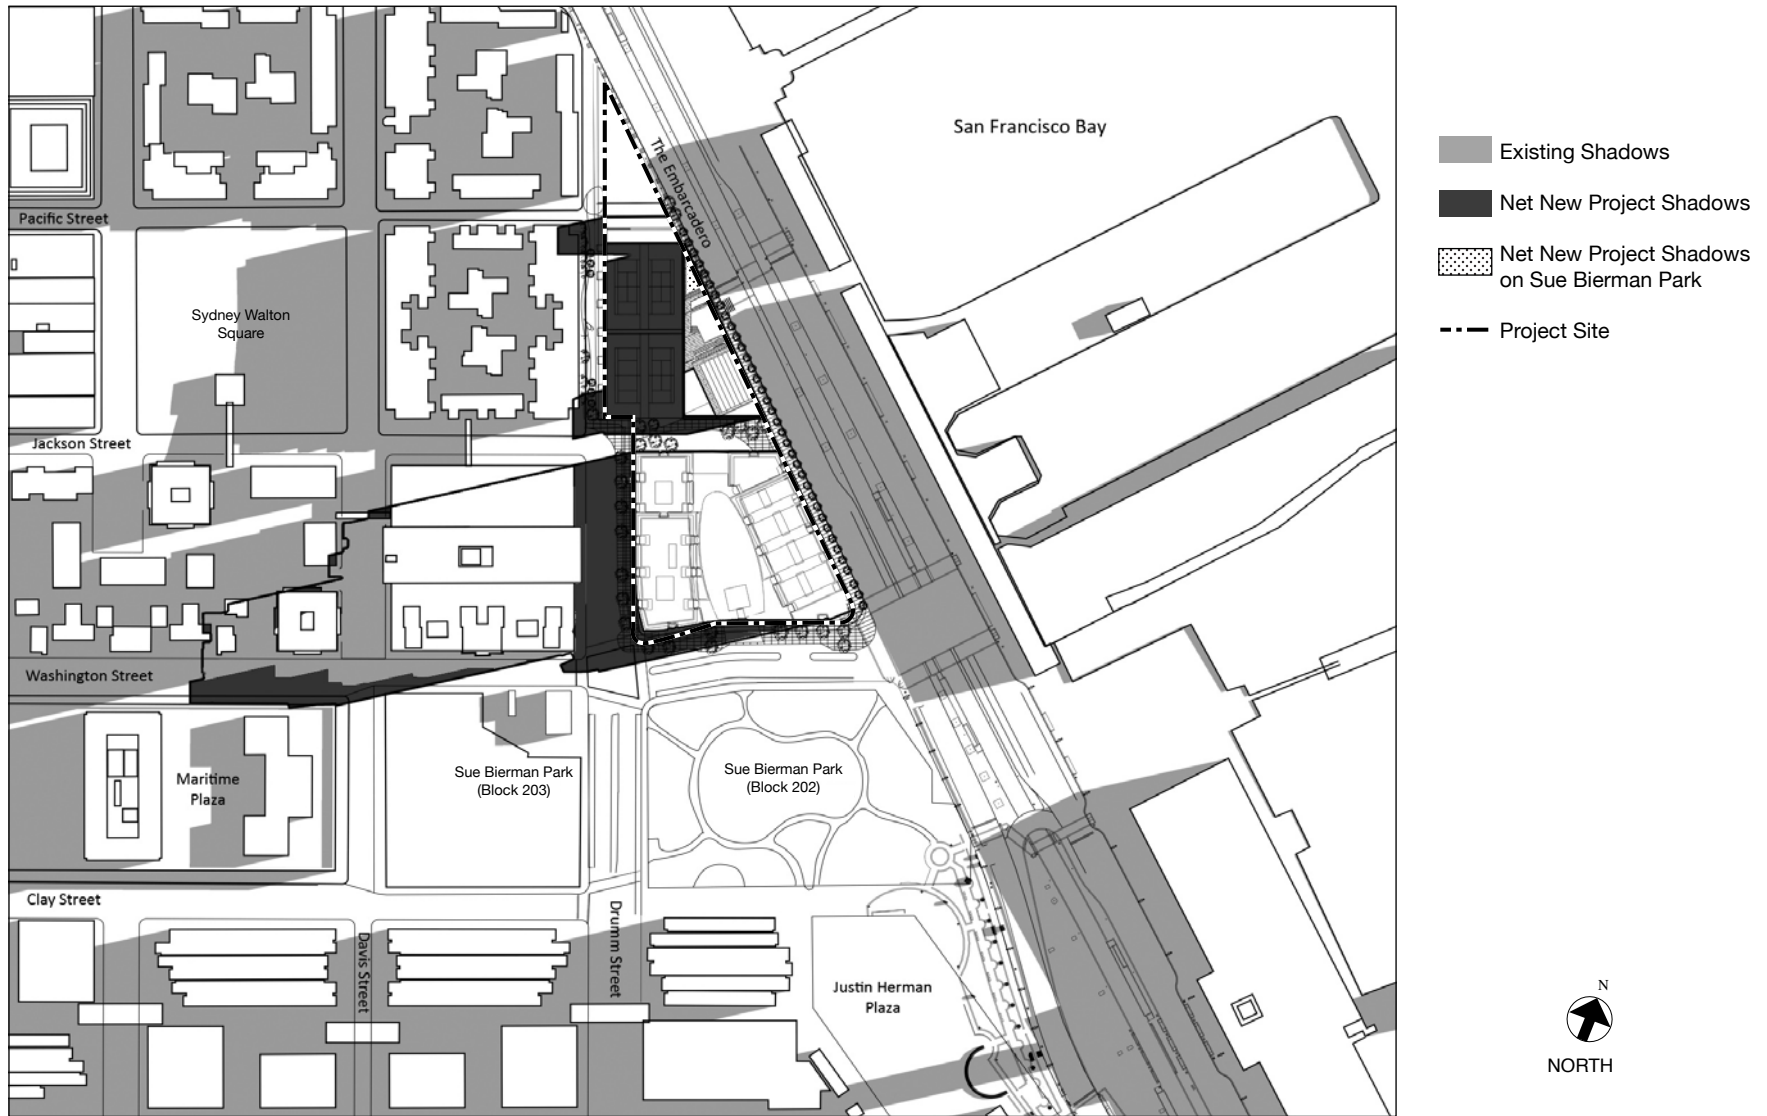 San Francisco Bay
The Embarcadero
Pacific Street
Sydney Walton
Square
Jackson Street
Washington Street
Maritime
Plaza
Sue Bierman Park
(Block 203)
Sue Bierman Park
(Block 202)
Clay Street
Davis Street
Drumm Street
Justin Herman
Plaza
Existing Shadows
Net New Project Shadows
Net New Project Shadows
on Sue Bierman Park
Project Site
N
NORTH